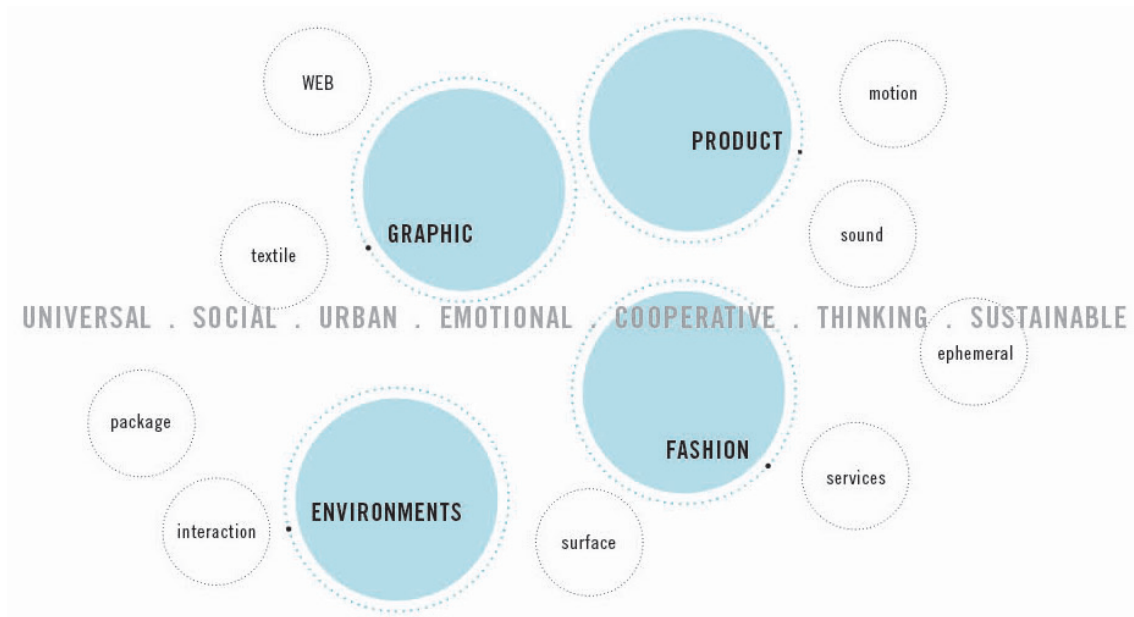 WEB
motion
PRODUCT
GRAPHIC
sound
textile
UNIVERSAL . SOCIAL . URBAN . EMOTIONAL . COOPERATIVE . THINKING . SUSTAINABLE
ephemeral
package
FASHION
services
ENVIRONMENTS
interaction
surface